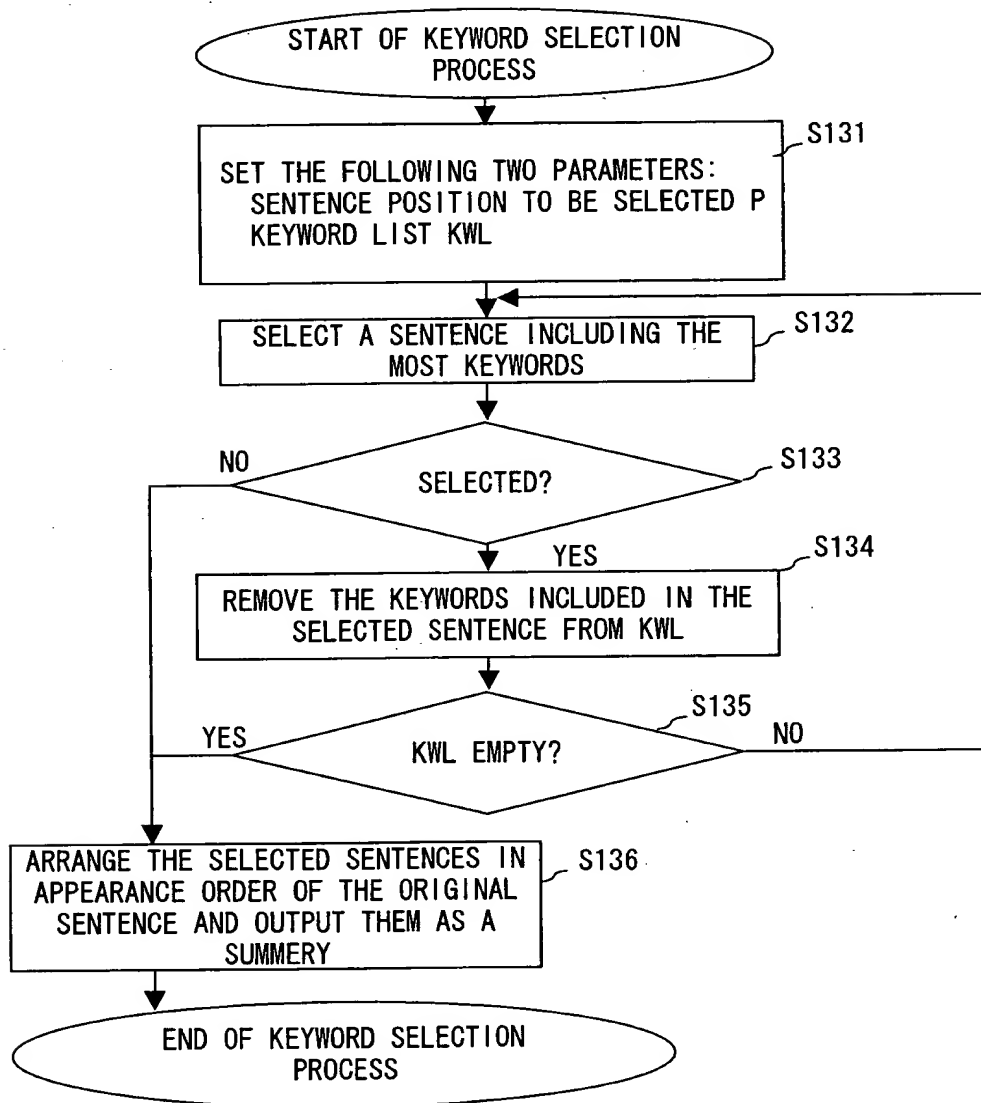 START OF KEYWORD SELECTION
PROCESS
S131
SET THE FOLLOWING TWO PARAMETERS:
SENTENCE POSITION TO BE SELECTED P
KEYWORD LIST KWL
S132
SELECT A SENTENCE INCLUDING THE
MOST KEYWORDS
NO
S133
SELECTED?
YES
S134
REMOVE THE KEYWORDS INCLUDED IN THE
SELECTED SENTENCE FROM KWL
S135
YES
KWL EMPTY?
NO
ARRANGE THE SELECTED SENTENCES IN
S136
APPEARANCE ORDER OF THE ORIGINAL
SENTENCE AND OUTPUT THEM AS A
SUMMERY
END OF KEYWORD SELECTION
PROCESS